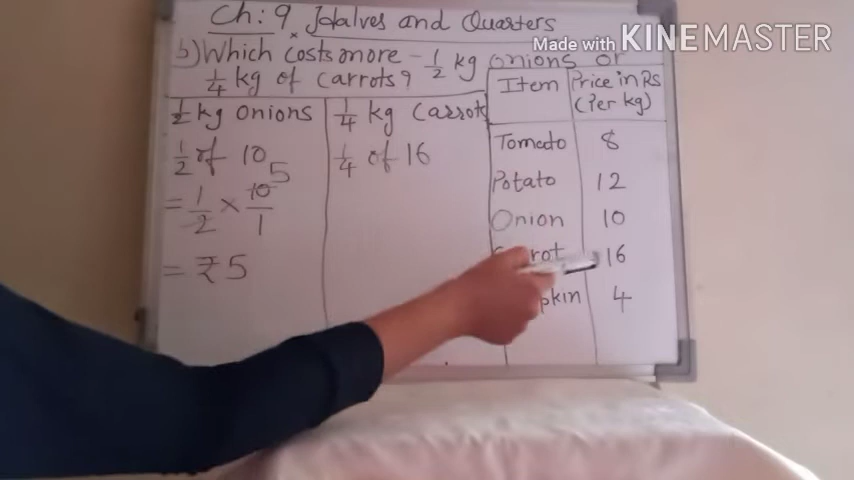 Ch: 9 Halves and Quarters
Made with KINEMASTER
b) Which costs more - 1/2 kg onions or
1/4 kg of carrots?
1/2 kg onions
1/2 of 10
= 1/2 × 10/1 5
= ₹5
1/4 kg Carrot
1/4 of 16
Item Price in Rs
(Per kg)
Tomato 8
Potato 12
Onion 10
16
4